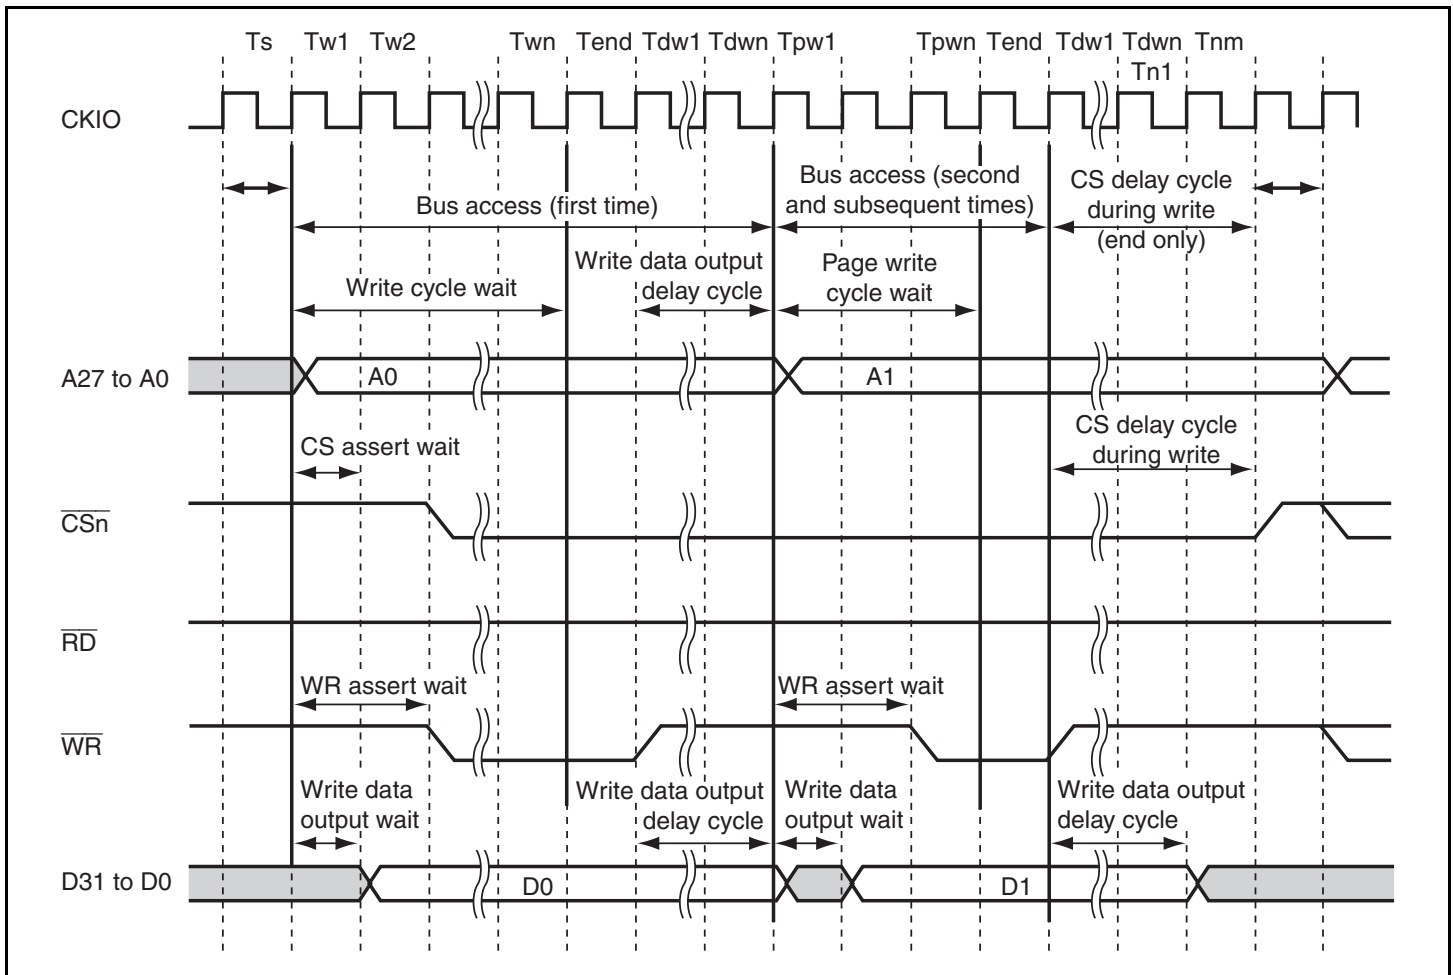 Ts Tw1 Tw2 Twn Tend Tdw1 Tdwn Tpw1 Tpwn Tend Tdw1 Tdwn Tnm
Tn1
CKIO
Bus access (first time)
Bus access (second
and subsequent times)
CS delay cycle
during write
(end only)
Write cycle wait
Write data output
delay cycle
Page write
cycle wait
A27 to A0
A0
A1
CS assert wait
CS delay cycle
during write
CSn
RD
WR assert wait
WR assert wait
WR
Write data
output wait
Write data output
delay cycle
Write data
output wait
Write data output
delay cycle
D31 to D0
D0
D1